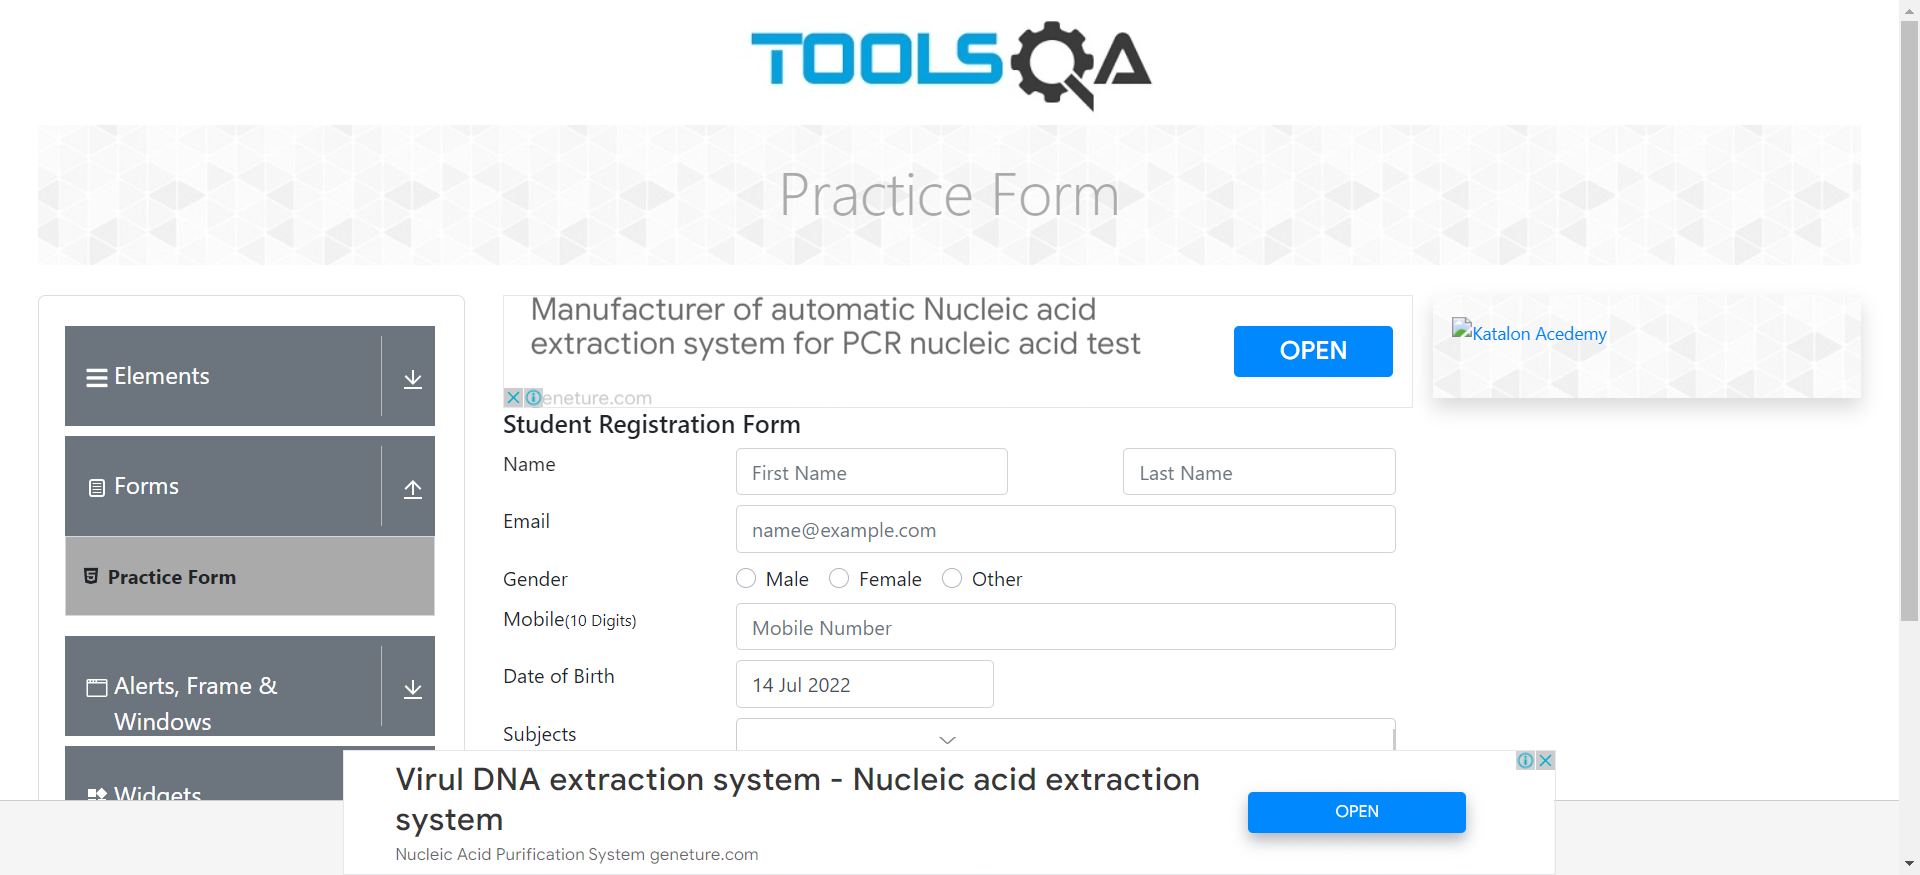 TOOLSQA
Practice Form
Elements
Forms
Practice Form
Alerts, Frame &
Windows
Widgets
Manufacturer of automatic Nucleic acid
extraction system for PCR nucleic acid test
OPEN
eneture.com
Katalon Acedemy
Student Registration Form
Name
First Name
Last Name
Email
name@example.com
Gender
Male
Female
Other
Mobile(10 Digits)
Mobile Number
Date of Birth
14 Jul 2022
Subjects
Virul DNA extraction system - Nucleic acid extraction
system
Nucleic Acid Purification System geneture.com
OPEN